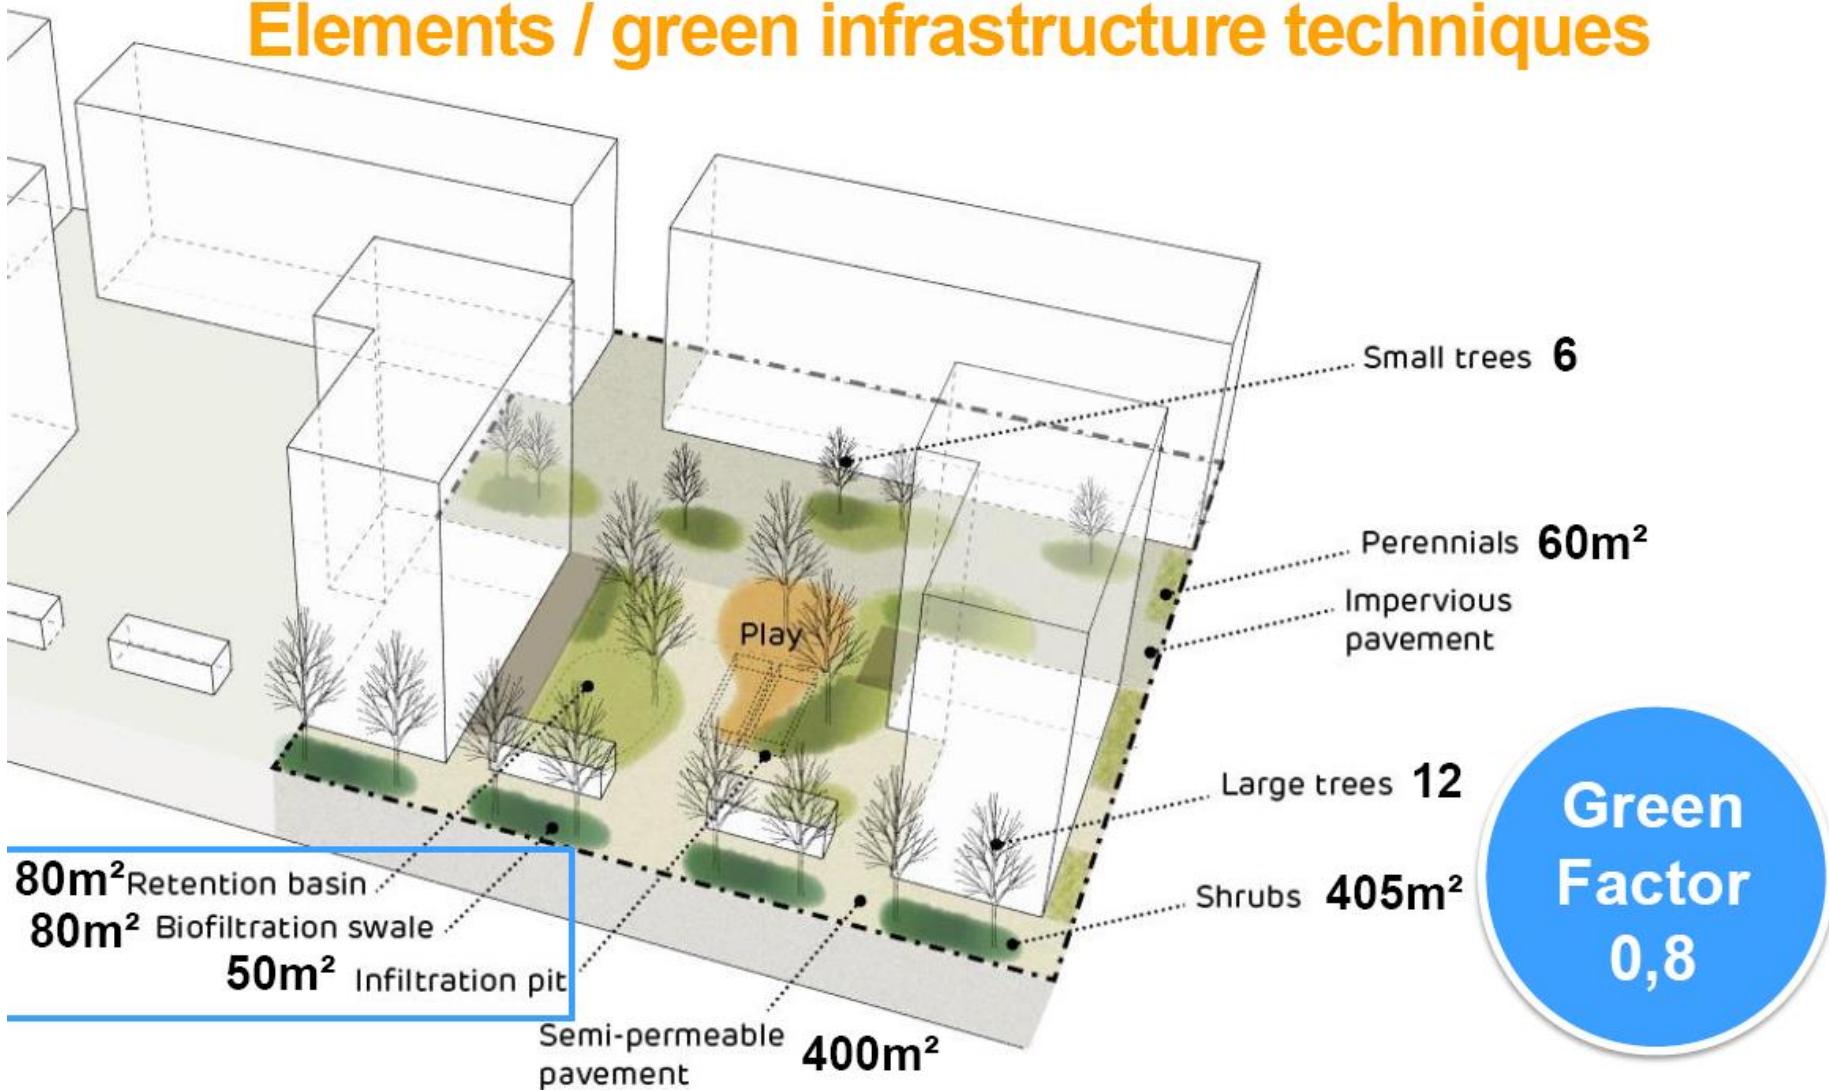 Elements / green infrastructure techniques
Small trees 6
Perennials 60m²
Impervious
pavement
Play
Large trees 12
Shrubs 405m²
Green
Factor
0,8
80m² Retention basin
80m² Biofiltration swale
50m² Infiltration pit
Semi-permeable
pavement 400m²